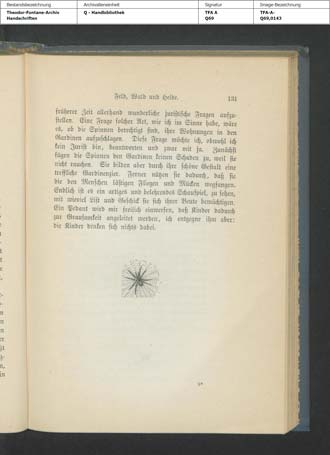 Bestandsbezeichnung
Archivalieneinheit
Signatur
Image-Bezeichnung
Theodor-Fontane-Archiv
Handschriften
Q - Handbibliothek
TFA A
Q69
TFA-A-
Q69,0143
Feld, Wald und Heide.
131
früherer Zeit allerhand wunderliche juristische Fragen aufzu-
stellen. Eine Frage solcher Art, wie ich im Sinne habe, wäre
es, ob die Spinnen berechtigt sind, ihre Wohnungen in den
Gardinen aufzuschlagen. Diese Frage möchte ich, obwohl ich
kein Jurist bin, beantworten und zwar mit ja. Zunächst
fügen die Spinnen den Gardinen keinen Schaden zu, weil sie
nicht rauchen. Sie bilden aber durch ihre schöne Gestalt eine
treffliche Gardinenzier. Ferner nützen sie dadurch, daß sie
die den Menschen lästigen Fliegen und Mücken wegfangen.
Endlich ist es ein artiges und belehrendes Schauspiel, zu sehen,
mit wieviel List und Geschick sie sich ihrer Beute bemächtigen.
Ein Pedant wird mir freilich einwerfen, daß Kinder dadurch
zur Grausamkeit angeleitet werden, ich entgegne ihm aber:
die Kinder denken sich nichts dabei.
9*